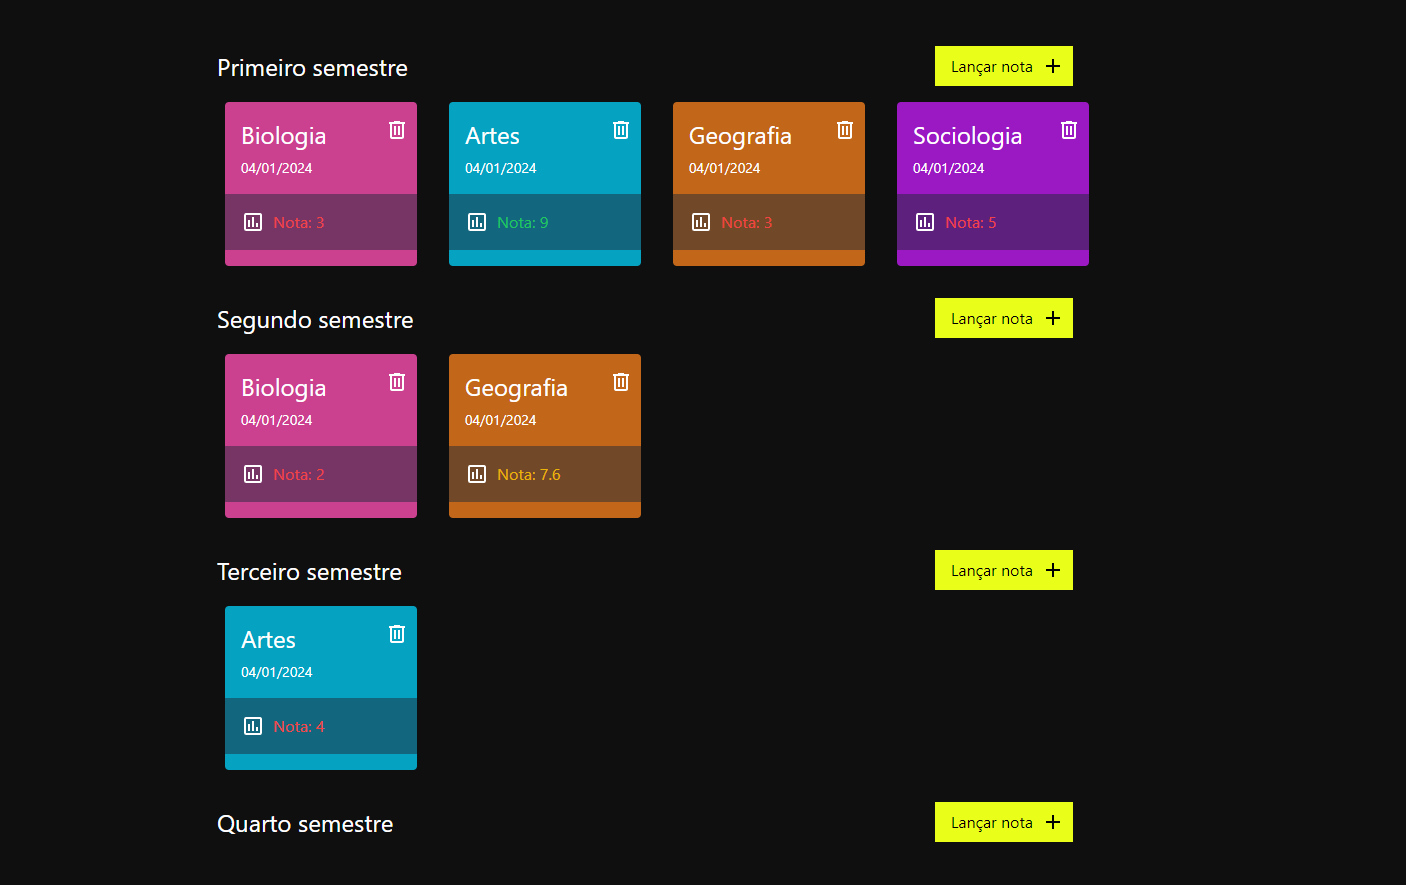 Primeiro semestre
Lançar nota
Biologia
04/01/2024
Nota: 3
Artes
04/01/2024
Nota: 9
Geografia
04/01/2024
Nota: 3
Sociologia
04/01/2024
Nota: 5
Segundo semestre
Lançar nota
Biologia
04/01/2024
Nota: 2
Geografia
04/01/2024
Nota: 7.6
Terceiro semestre
Lançar nota
Artes
04/01/2024
Nota: 4
Quarto semestre
Lançar nota